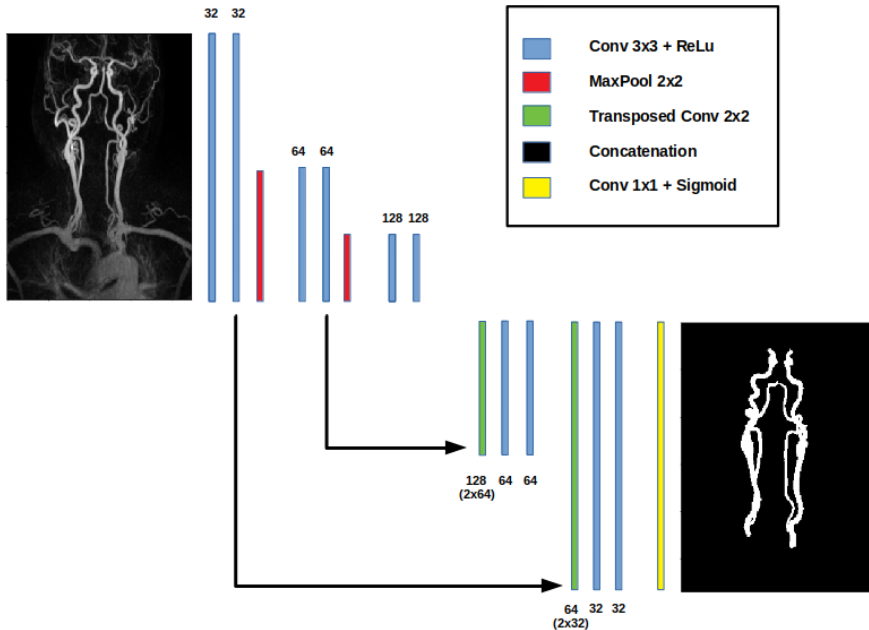 32 32
Conv 3x3 + ReLu
MaxPool 2x2
Transposed Conv 2x2
Concatenation
Conv 1x1 + Sigmoid
64 64
128 128
128 64 64
(2x64)
64 32 32
(2x32)